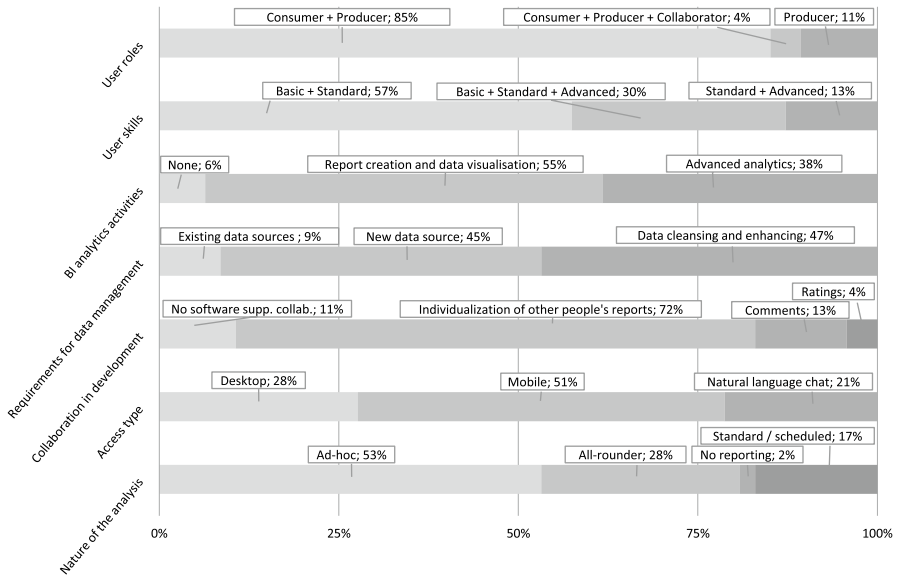 Consumer + Producer; 85%
Consumer + Producer + Collaborator; 4%
Producer; 11%
User roles
Basic + Standard; 57%
Basic + Standard + Advanced; 30%
Standard + Advanced; 13%
User skills
None; 6%
Report creation and data visualisation; 55%
Advanced analytics; 38%
BI analytics activities
Existing data sources ; 9%
New data source; 45%
Data cleansing and enhancing; 47%
Requirements for data management
No software supp. collab.; 11%
Individualization of other people's reports; 72%
Comments; 13%
Ratings; 4%
Collaboration in development
Desktop; 28%
Mobile; 51%
Natural language chat; 21%
Access type
Ad-hoc; 53%
All-rounder; 28%
No reporting; 2%
Standard / scheduled; 17%
Nature of the analysis
0%
25%
50%
75%
100%